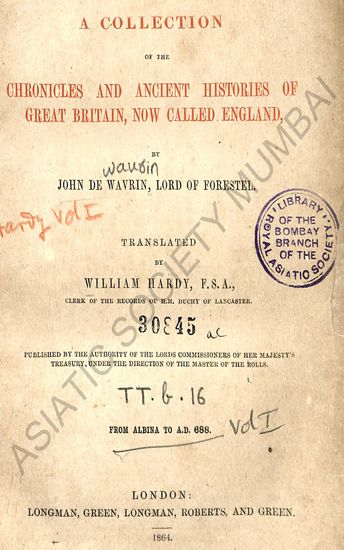 A COLLECTION
OF THE
CHRONICLES AND ANCIENT HISTORIES OF
GREAT BRITAIN, NOW CALLED ENGLAND,
BY
wavrin
JOHN DE WAVRIN, LORD OF FORESTEL.
Hardy Vol I
LIBRARY
OF THE
BOMBAY
BRANCH
OF THE
ROYAL ASIATIC SOCIETY
TRANSLATED
BY
WILLIAM HARDY, F.S.A.,
CLERK OF THE RECORDS OF H.M. DUCHY OF LANCASTER.
30845 ac
PUBLISHED BY THE AUTHORITY OF THE LORDS COMMISSIONERS OF HER MAJESTY'S
TREASURY, UNDER THE DIRECTION OF THE MASTER OF THE ROLLS.
TT.b.16
FROM ALBINA TO A.D. 688.
Vol I
LONDON:
LONGMAN, GREEN, LONGMAN, ROBERTS, AND GREEN.
1864.
ASIATIC SOCIETY MUMBAI